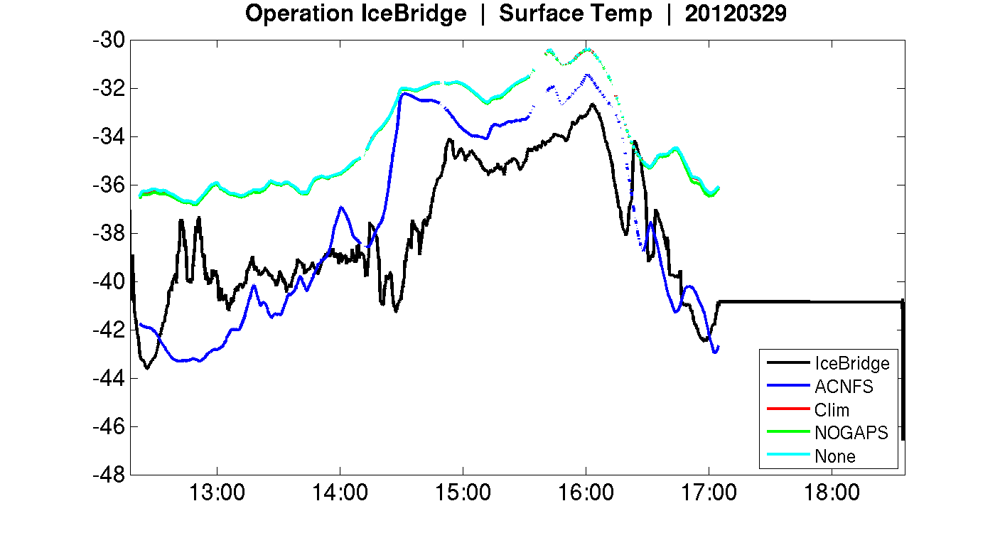 Operation IceBridge | Surface Temp | 20120329
-30
-32
-34
-36
-38
-40
-42
-44
-46
-48
IceBridge
ACNFS
Clim
NOGAPS
None
13:00 14:00 15:00 16:00 17:00 18:00